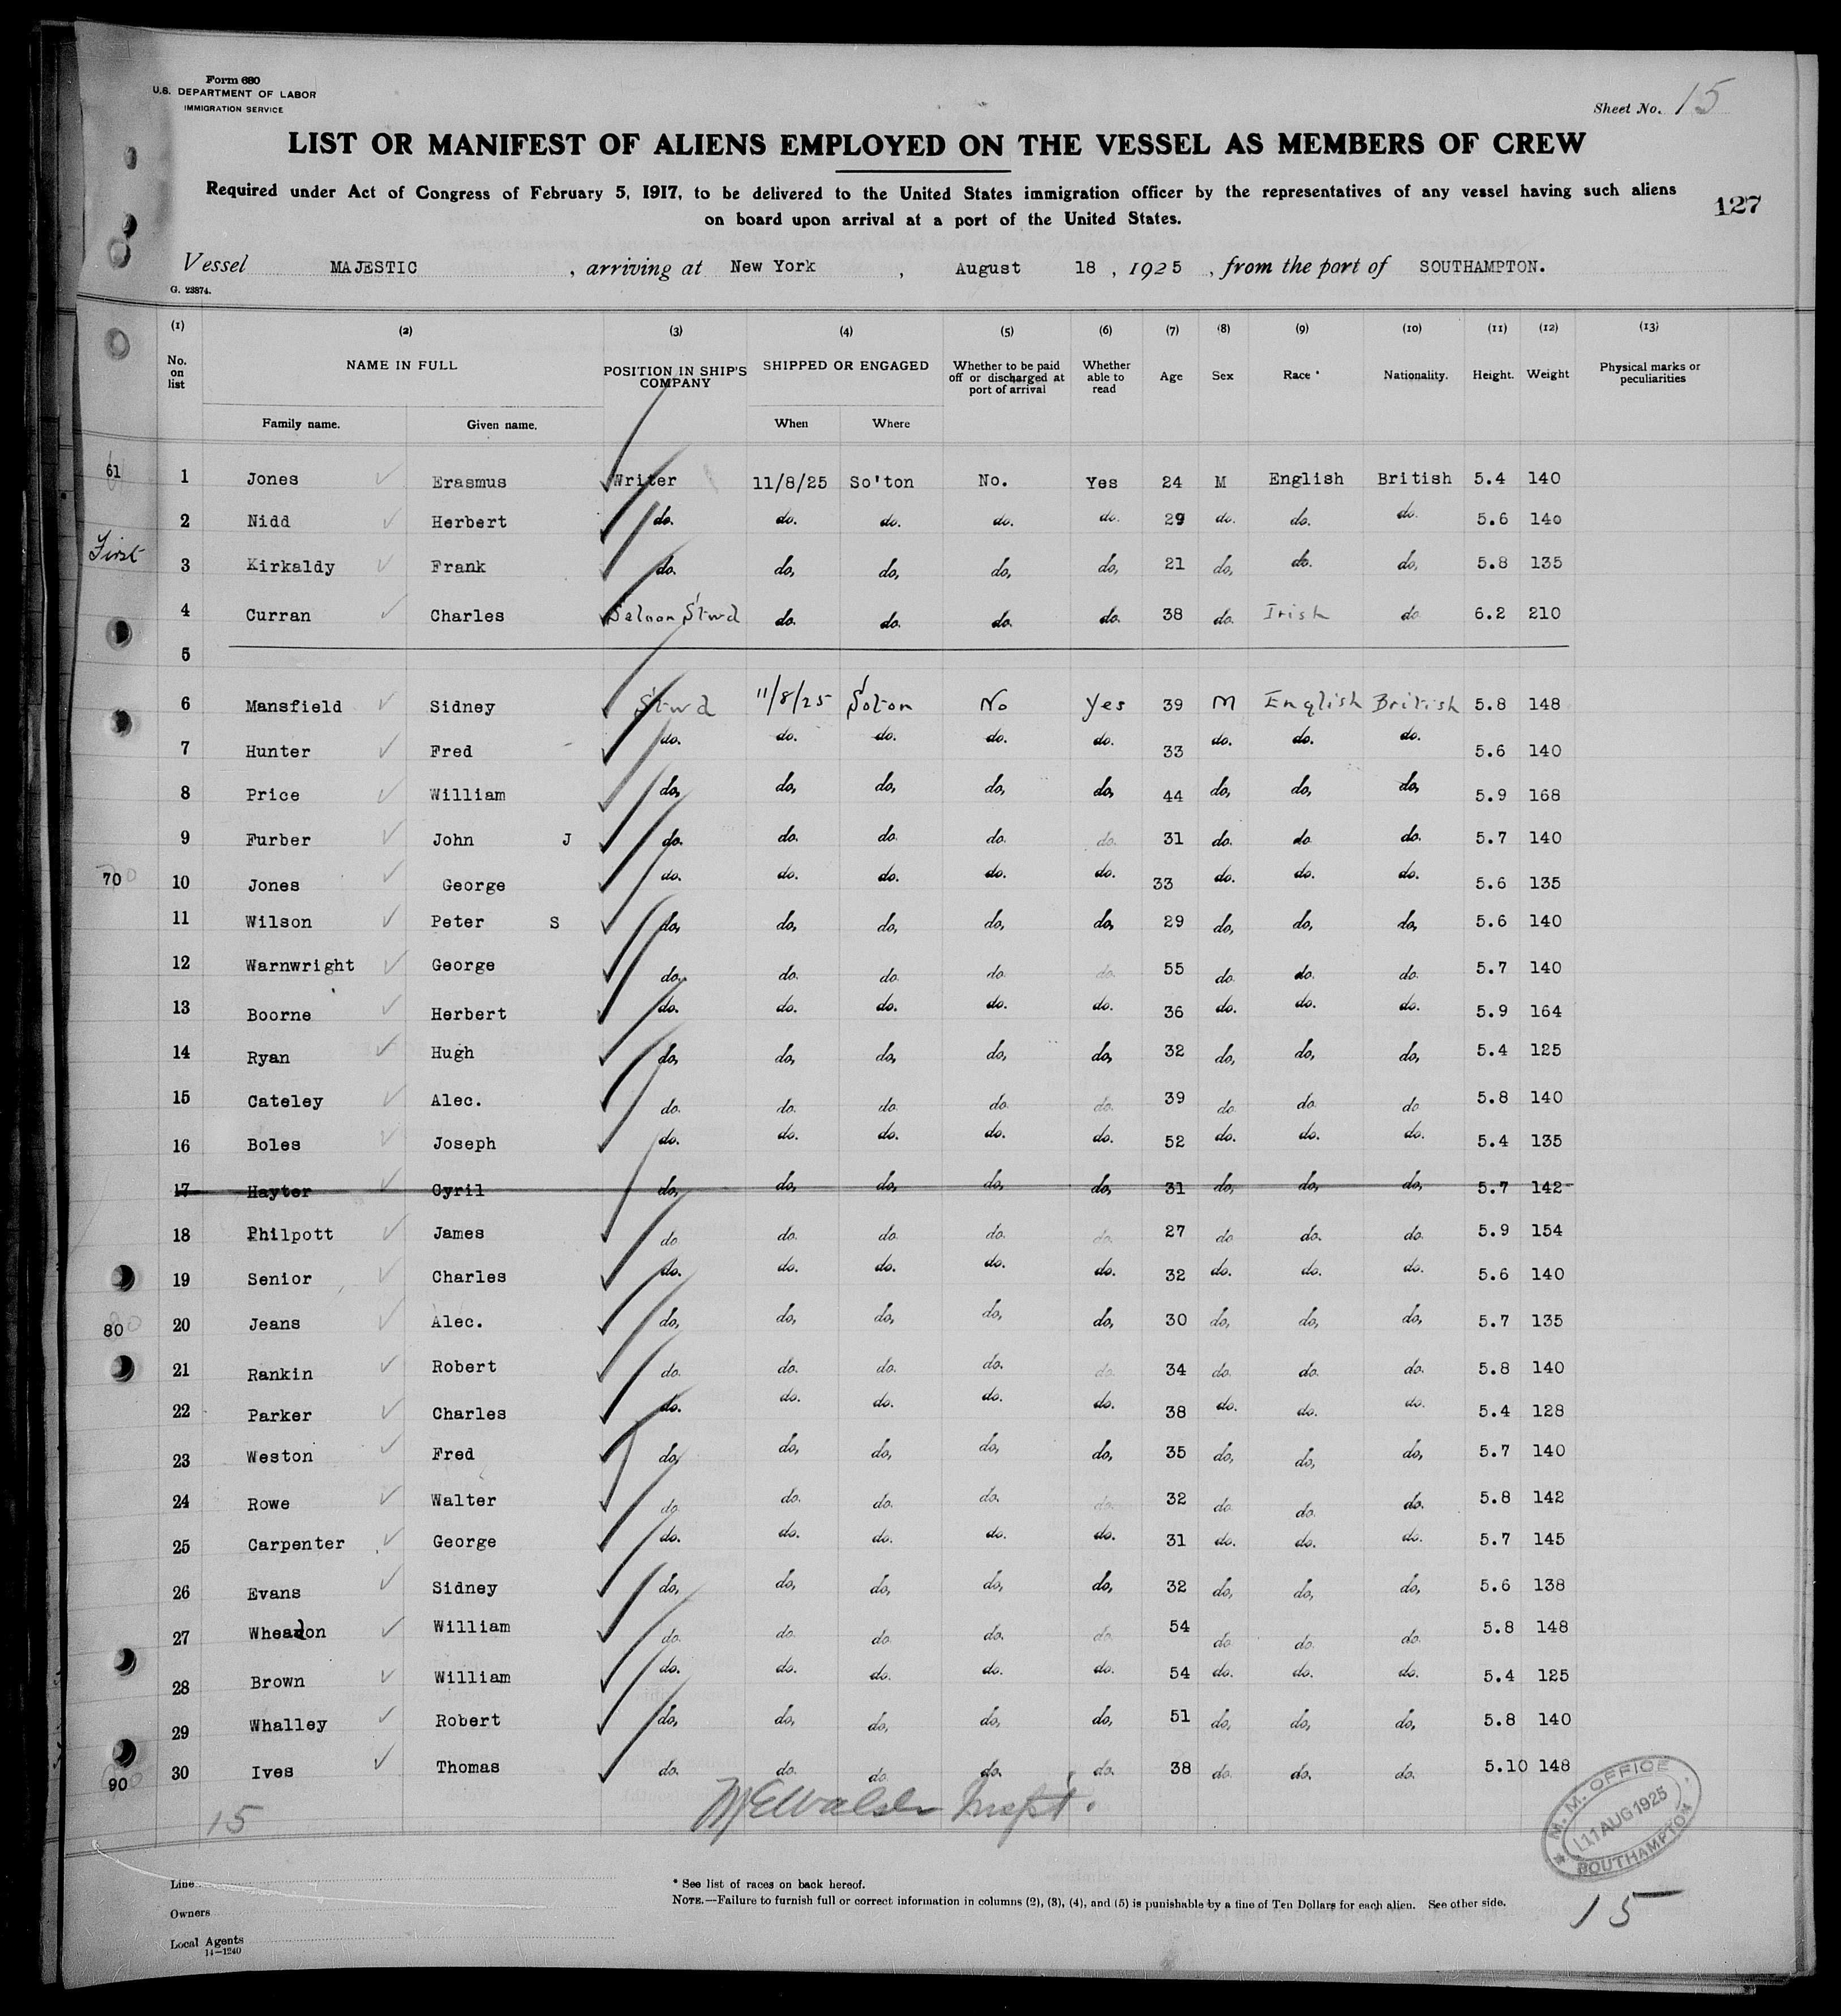 Form 680
U.S. DEPARTMENT OF LABOR
IMMIGRATION SERVICE
Sheet No. 15
LIST OR MANIFEST OF ALIENS EMPLOYED ON THE VESSEL AS MEMBERS OF CREW
Required under Act of Congress of February 5, 1917, to be delivered to the United States immigration officer by the representatives of any vessel having such aliens
on board upon arrival at a port of the United States.
127
Vessel MAJESTIC , arriving at New York , August 18 , 1925 , from the port of SOUTHAMPTON.
G. 23874.
(1) (2) (3) (4) (5) (6) (7) (8) (9) (10) (11) (12) (13)
No. on list NAME IN FULL POSITION IN SHIP'S COMPANY SHIPPED OR ENGAGED Whether to be paid off or discharged at port of arrival Whether able to read Age Sex Race * Nationality. Height. Weight Physical marks or peculiarities
Family name. Given name. When Where
61 1 Jones Erasmus Writer 11/8/25 So'ton No. Yes 24 M English British 5.4 140
2 Nidd Herbert do. do. do. do. do. 29 do. do. do. 5.6 140
First
3 Kirkaldy Frank do. do, do, do, do, 21 do, do. do, 5.8 135
4 Curran Charles Saloon Stwd do. do. do. do. 38 do. Irish do 6.2 210
5
6 Mansfield Sidney Stwd 11/8/25 So'ton No Yes 39 M English British 5.8 148
7 Hunter Fred do. do. do. do. do. 33 do. do. do. 5.6 140
8 Price William do, do, do, do, do, 44 do, do, do, 5.9 168
9 Furber John J do. do. do. do. do. 31 do. do. do. 5.7 140
70 10 Jones George do. do. do. do. do. 33 do. do. do. 5.6 135
11 Wilson Peter S do, do, do, do, do, 29 do, do, do, 5.6 140
12 Warnwright George do. do. do. do. do. 55 do. do. do. 5.7 140
13 Boorne Herbert do. do. do. do. do. 36 do. do. do. 5.9 164
14 Ryan Hugh do, do, do, do, do, 32 do, do, do, 5.4 125
15 Cateley Alec. do. do. do. do. do. 39 do do. do 5.8 140
16 Boles Joseph do. do. do. do. do. 52 do. do. do. 5.4 135
17 Hayter Cyril do, do, do, do, do, 31 do, do, do, 5.7 142
18 Philpott James do do. do. do. do. 27 do do. do. 5.9 154
19 Senior Charles do. do. do. do. do. 32 do. do. do. 5.6 140
80 20 Jeans Alec. do, do, do, do, do, 30 do, do, do, 5.7 135
21 Rankin Robert do. do. do. do. do. 34 do. do. do. 5.8 140
22 Parker Charles do. do. do. do. do. 38 do. do. do. 5.4 128
23 Weston Fred do, do, do, do, do, 35 do, do, do, 5.7 140
24 Rowe Walter do. do. do. do. do. 32 do. do. do. 5.8 142
25 Carpenter George do. do. do. do. do. 31 do. do. do. 5.7 145
26 Evans Sidney do, do, do, do, do, 32 do, do, do, 5.6 138
27 Wheadon William do. do. do. do. do. 54 do. do. do. 5.8 148
28 Brown William do. do. do. do. do. 54 do. do. do. 5.4 125
29 Whalley Robert do, do, do, do, do, 51 do, do, do, 5.8 140
90 30 Ives Thomas do. do. do. do. do. 38 do. do. do. 5.10 148
15
Walsh Inspt.
M. M. OFFICE
11 AUG 1925
SOUTHAMPTON
Line
* See list of races on back hereof.
NOTE.—Failure to furnish full or correct information in columns (2), (3), (4), and (5) is punishable by a fine of Ten Dollars for each alien. See other side.
15
Owners
Local Agents
14—1240